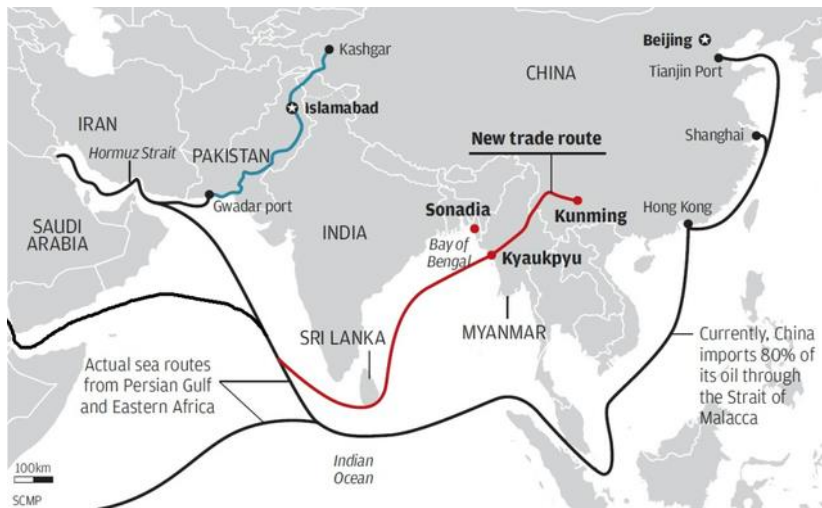 Kashgar
Beijing
Tianjin Port
CHINA
Islamabad
IRAN
Hormuz Strait
PAKISTAN
Shanghai
New trade route
Gwadar port
SAUDI
ARABIA
INDIA
Sonadia
Kunming
Hong Kong
Bay of
Bengal
Kyaukpyu
SRI LANKA
MYANMAR
Actual sea routes
from Persian Gulf
and Eastern Africa
Currently, China
imports 80% of
its oil through
the Strait of
Malacca
Indian
Ocean
100km
SCMP